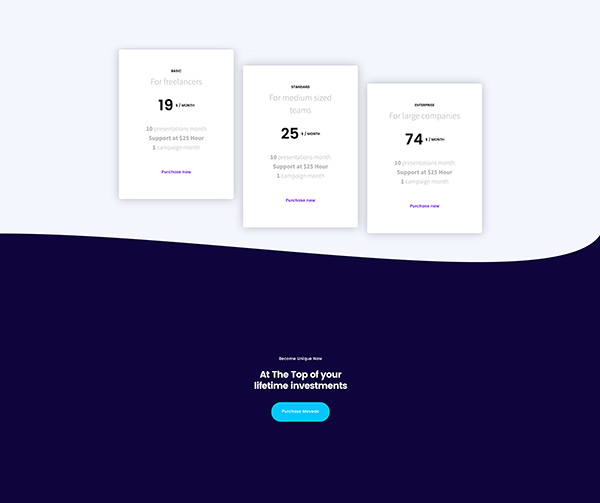 BASIC
For freelancers
19 $ / MONTH
10 presentations month
Support at $25 Hour
1 campaign month
Purchase now
STANDARD
For medium sized
teams
25 $ / MONTH
10 presentations month
Support at $25 Hour
1 campaign month
Purchase now
ENTERPRISE
For large companies
74 $ / MONTH
10 presentations month
Support at $25 Hour
1 campaign month
Purchase now
Become Unique Now
At The Top of your
lifetime investments
Purchase Movedo